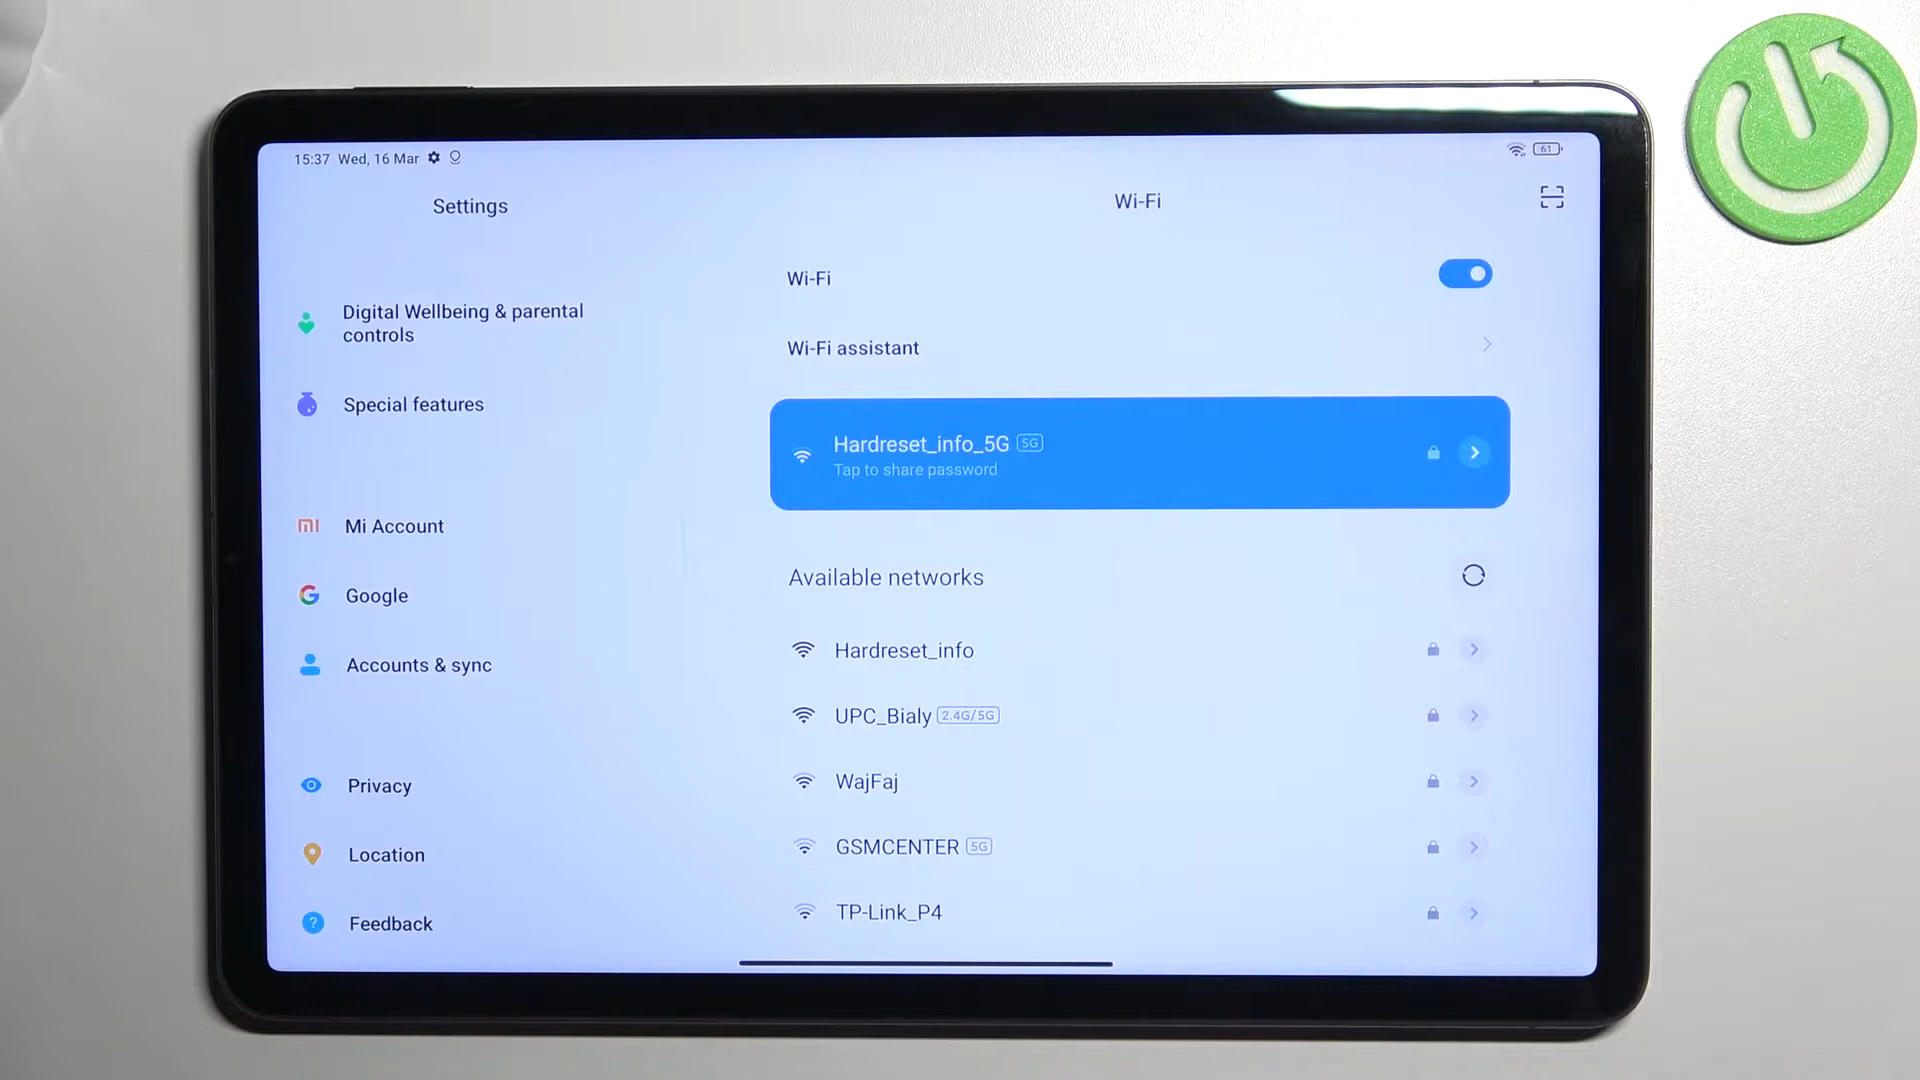 15:37 Wed, 16 Mar
61
Settings
Wi-Fi
Digital Wellbeing & parental
controls
Special features
Mi Account
Google
Accounts & sync
Privacy
Location
Feedback
Wi-Fi
Wi-Fi assistant
Hardreset_info_5G 5G
Tap to share password
Available networks
Hardreset_info
UPC_Bialy 2.4G/5G
WajFaj
GSMCENTER 5G
TP-Link_P4